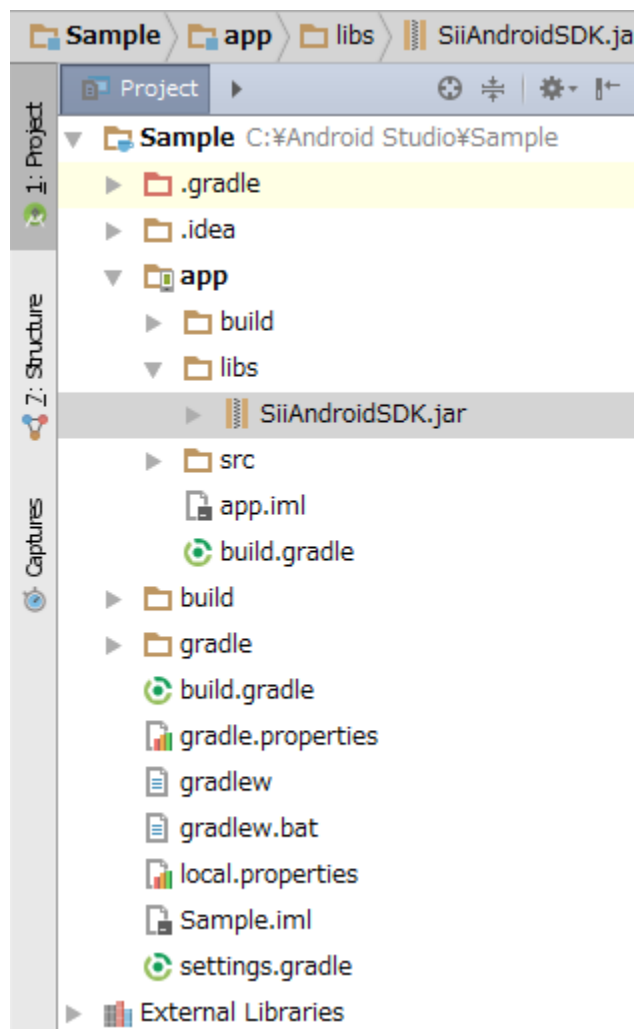 Sample app libs SiiAndroidSDK.ja
Project
1: Project
Sample C:¥Android Studio¥Sample
.gradle
.idea
app
build
libs
7: Structure
SiiAndroidSDK.jar
src
app.iml
Captures
build.gradle
build
gradle
build.gradle
gradle.properties
gradlew
gradlew.bat
local.properties
Sample.iml
settings.gradle
External Libraries